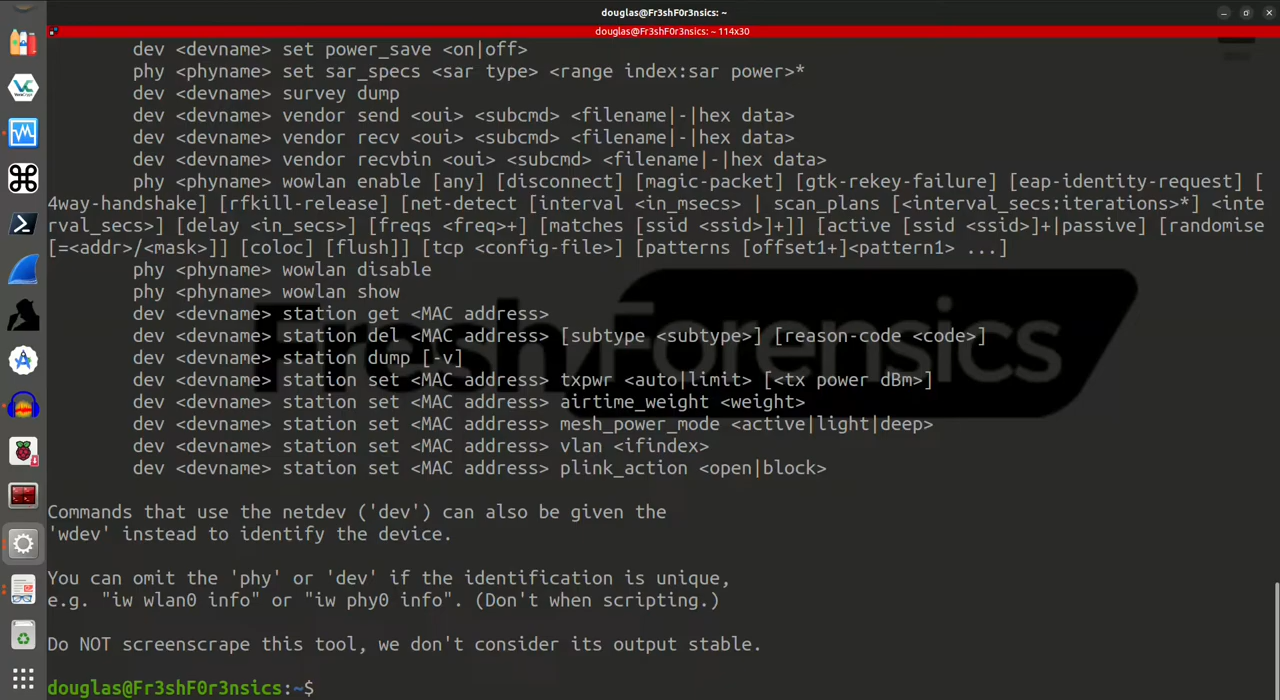 douglas@Fr3shF0r3nsics: ~
douglas@Fr3shF0r3nsics: ~ 114x30
dev <devname> set power_save <on|off>
phy <phyname> set sar_specs <sar type> <range index:sar power>*
dev <devname> survey dump
dev <devname> vendor send <oui> <subcmd> <filename|-|hex data>
dev <devname> vendor recv <oui> <subcmd> <filename|-|hex data>
dev <devname> vendor recvbin <oui> <subcmd> <filename|-|hex data>
phy <phyname> wowlan enable [any] [disconnect] [magic-packet] [gtk-rekey-failure] [eap-identity-request] [
4way-handshake] [rfkill-release] [net-detect [interval <in_msecs> | scan_plans [<interval_secs:iterations>*] <inte
rval_secs>] [delay <in_secs>] [freqs <freq>+] [matches [ssid <ssid>]+]] [active [ssid <ssid>]+|passive] [randomise
[=<addr>/<mask>]] [coloc] [flush]] [tcp <config-file>] [patterns [offset1+]<pattern1> ...]
phy <phyname> wowlan disable
phy <phyname> wowlan show
dev <devname> station get <MAC address>
dev <devname> station del <MAC address> [subtype <subtype>] [reason-code <code>]
dev <devname> station dump [-v]
dev <devname> station set <MAC address> txpwr <auto|limit> [<tx power dBm>]
dev <devname> station set <MAC address> airtime_weight <weight>
dev <devname> station set <MAC address> mesh_power_mode <active|light|deep>
dev <devname> station set <MAC address> vlan <ifindex>
dev <devname> station set <MAC address> plink_action <open|block>
Fresh Forensics
Commands that use the netdev ('dev') can also be given the
'wdev' instead to identify the device.
You can omit the 'phy' or 'dev' if the identification is unique,
e.g. "iw wlan0 info" or "iw phy0 info". (Don't when scripting.)
Do NOT screenscrape this tool, we don't consider its output stable.
douglas@Fr3shF0r3nsics:~$